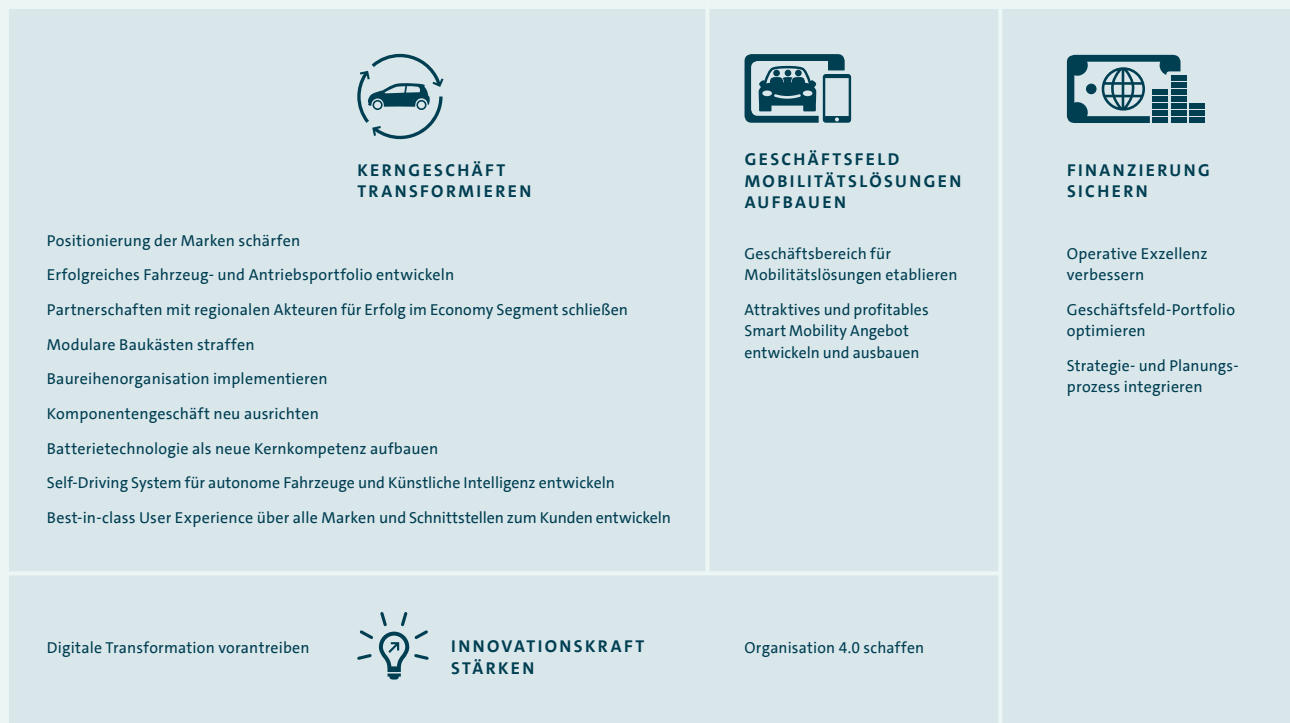 KERNGESCHÄFT
TRANSFORMIEREN
Positionierung der Marken schärfen
Erfolgreiches Fahrzeug- und Antriebsportfolio entwickeln
Partnerschaften mit regionalen Akteuren für Erfolg im Economy Segment schließen
Modulare Baukästen straffen
Baureihenorganisation implementieren
Komponentengeschäft neu ausrichten
Batterietechnologie als neue Kernkompetenz aufbauen
Self-Driving System für autonome Fahrzeuge und Künstliche Intelligenz entwickeln
Best-in-class User Experience über alle Marken und Schnittstellen zum Kunden entwickeln
GESCHÄFTSFELD
MOBILITÄTSLÖSUNGEN
AUFBAUEN
Geschäftsbereich für
Mobilitätslösungen etablieren
Attraktives und profitables
Smart Mobility Angebot
entwickeln und ausbauen
FINANZIERUNG
SICHERN
Operative Exzellenz
verbessern
Geschäftsfeld-Portfolio
optimieren
Strategie- und Planungs-
prozess integrieren
Digitale Transformation vorantreiben
INNOVATIONSKRAFT
STÄRKEN
Organisation 4.0 schaffen